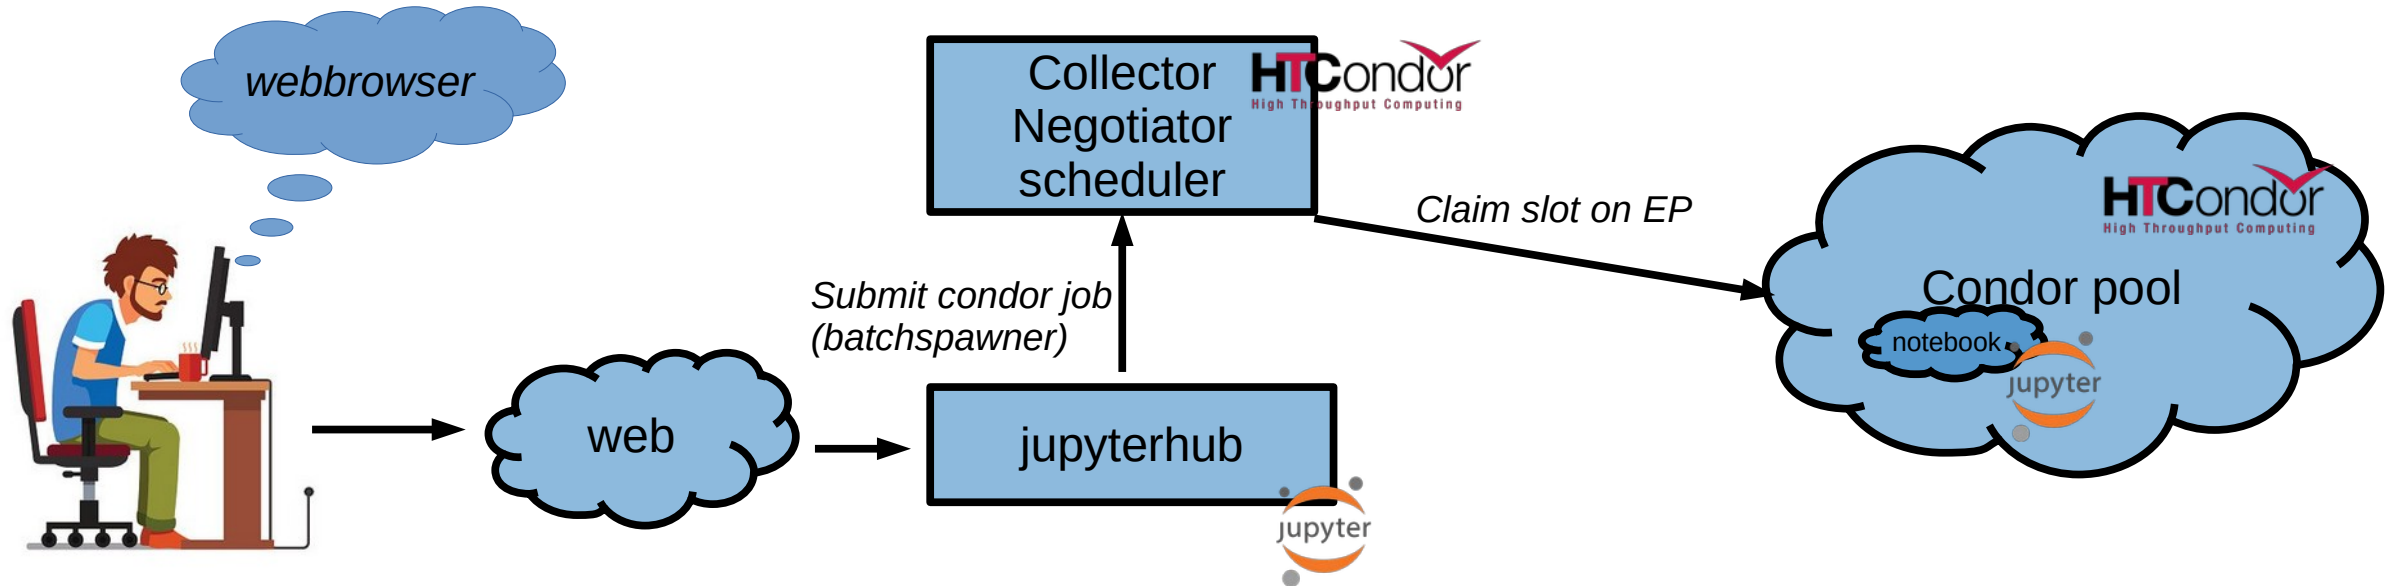 webbrowser
Collector
Negotiator
scheduler
HTCondor
High Throughput Computing
Claim slot on EP
HTCondor
High Throughput Computing
Submit condor job
(batchspawner)
Condor pool
notebook
jupyter
web
jupyterhub
jupyter